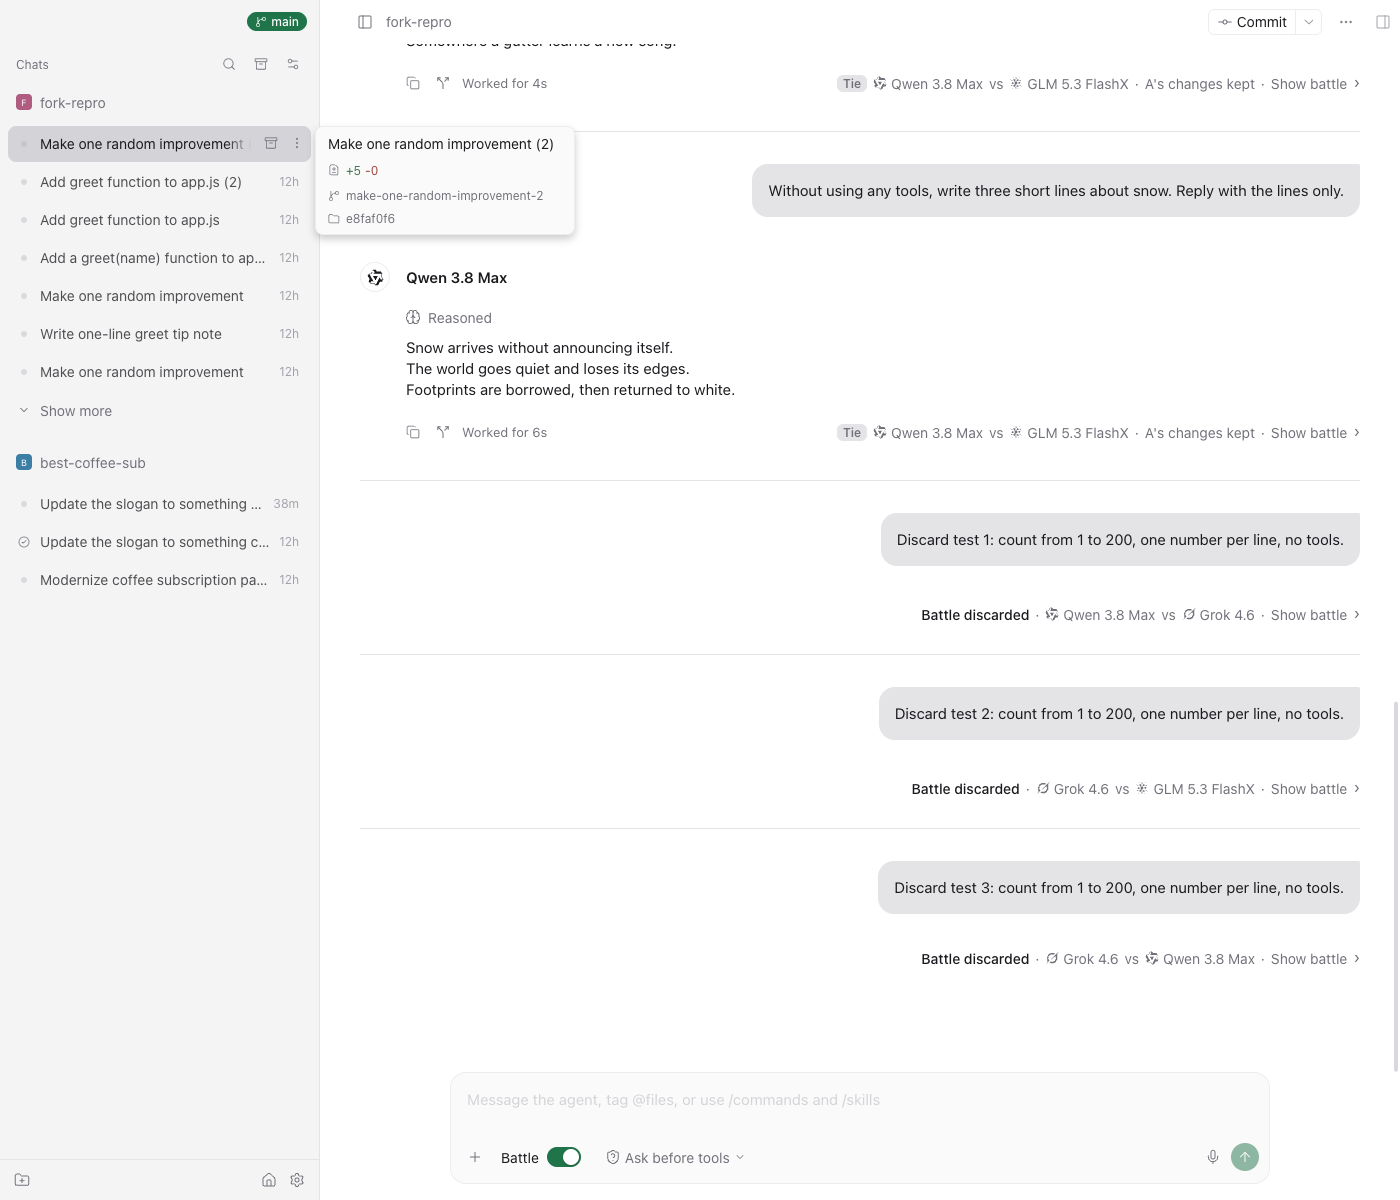 main
Chats
F fork-repro
Make one random improvement
Add greet function to app.js (2) 12h
Add greet function to app.js 12h
Add a greet(name) function to ap... 12h
Make one random improvement 12h
Write one-line greet tip note 12h
Make one random improvement 12h
Show more
B best-coffee-sub
Update the slogan to something ... 38m
Update the slogan to something c... 12h
Modernize coffee subscription pa... 12h
Make one random improvement (2)
+5 -0
make-one-random-improvement-2
e8faf0f6
fork-repro
Commit
Somewhere a gutter learns a new song.
Worked for 4s
Tie Qwen 3.8 Max vs GLM 5.3 FlashX · A's changes kept · Show battle
Without using any tools, write three short lines about snow. Reply with the lines only.
Qwen 3.8 Max
Reasoned
Snow arrives without announcing itself.
The world goes quiet and loses its edges.
Footprints are borrowed, then returned to white.
Worked for 6s
Tie Qwen 3.8 Max vs GLM 5.3 FlashX · A's changes kept · Show battle
Discard test 1: count from 1 to 200, one number per line, no tools.
Battle discarded · Qwen 3.8 Max vs Grok 4.6 · Show battle
Discard test 2: count from 1 to 200, one number per line, no tools.
Battle discarded · Grok 4.6 vs GLM 5.3 FlashX · Show battle
Discard test 3: count from 1 to 200, one number per line, no tools.
Battle discarded · Grok 4.6 vs Qwen 3.8 Max · Show battle
Message the agent, tag @files, or use /commands and /skills
Battle
Ask before tools